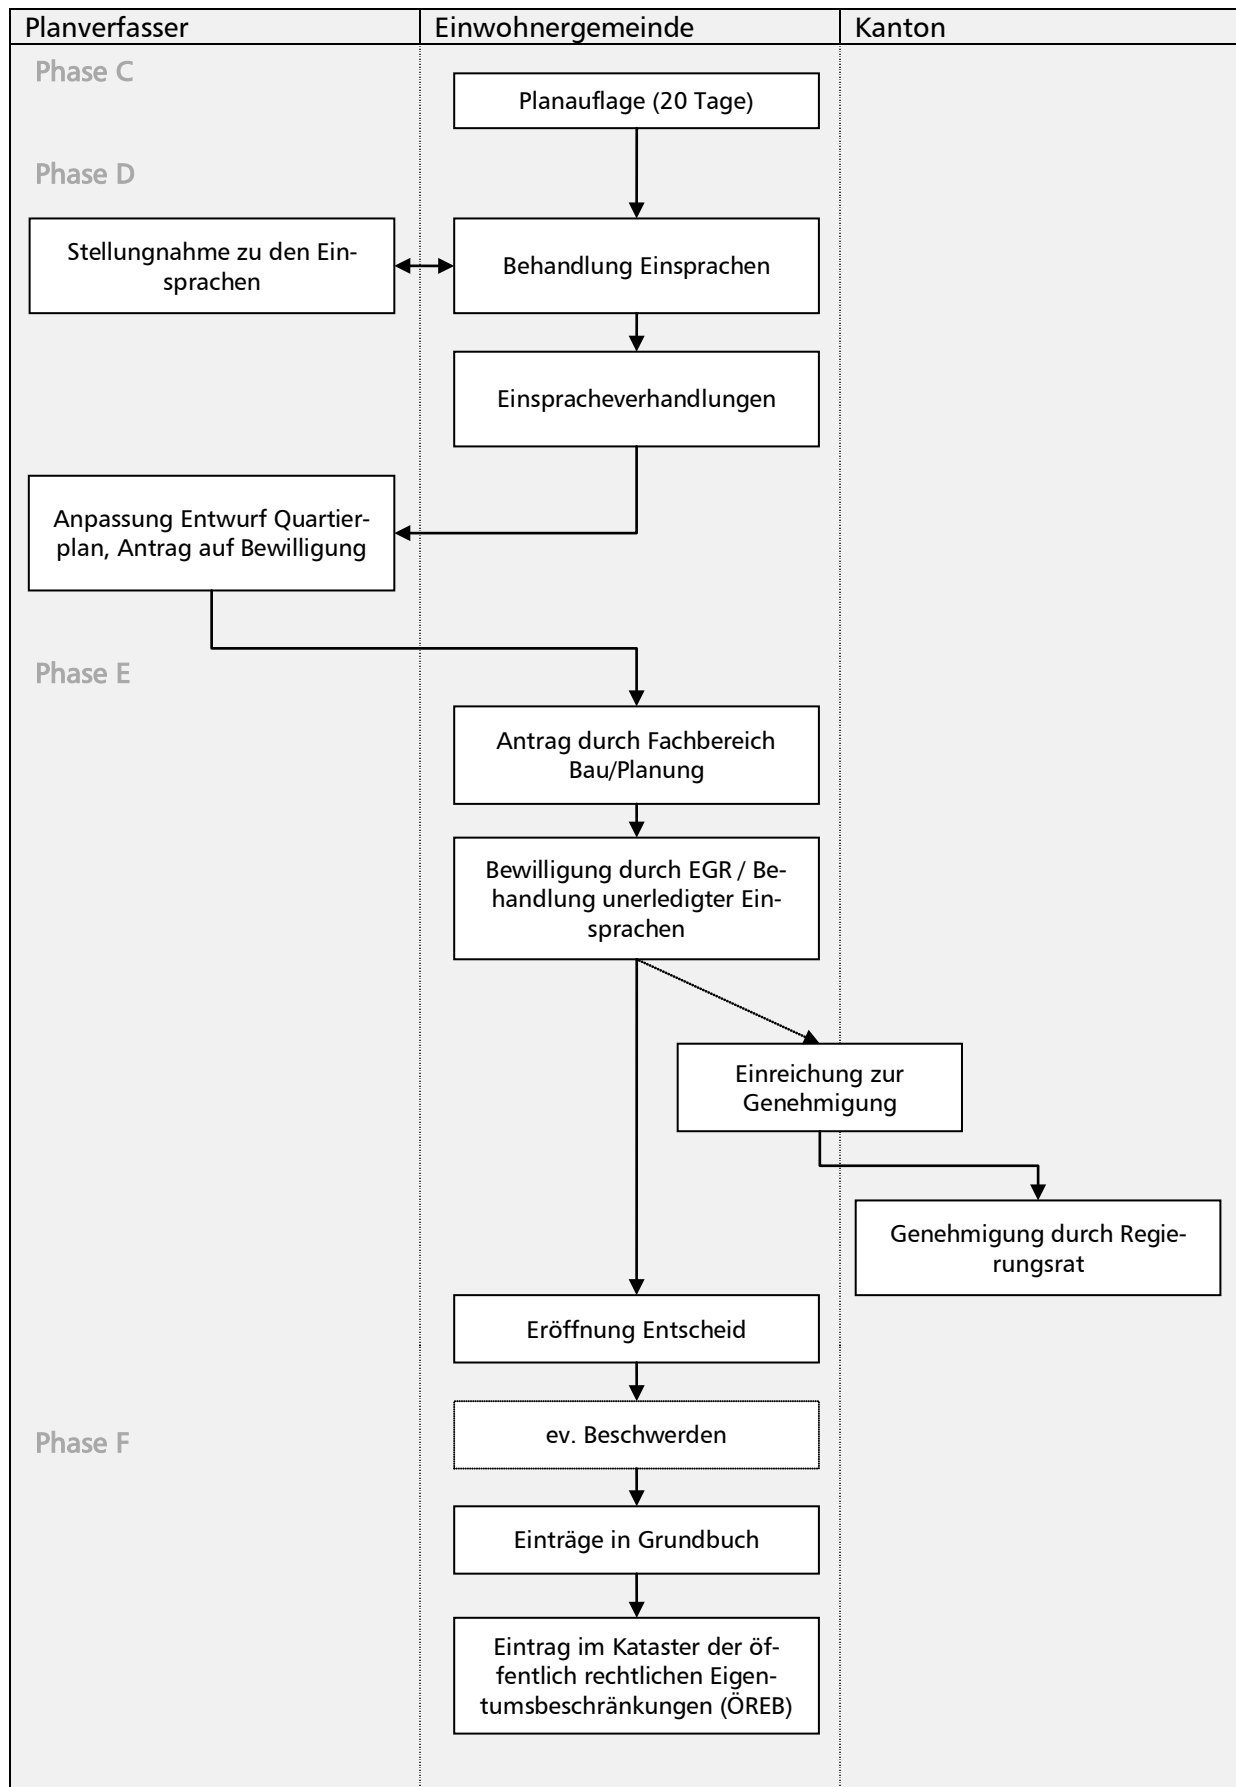 Planverfasser
Einwohnergemeinde
Kanton
Phase C
Planauflage (20 Tage)
Phase D
Stellungnahme zu den Ein-
sprachen
Behandlung Einsprachen
Einspracheverhandlungen
Anpassung Entwurf Quartier-
plan, Antrag auf Bewilligung
Phase E
Antrag durch Fachbereich
Bau/Planung
Bewilligung durch EGR / Be-
handlung unerledigter Ein-
sprachen
Einreichung zur
Genehmigung
Genehmigung durch Regie-
rungsrat
Eröffnung Entscheid
ev. Beschwerden
Phase F
Einträge in Grundbuch
Eintrag im Kataster der öf-
fentlich rechtlichen Eigen-
tumsbeschränkungen (ÖREB)